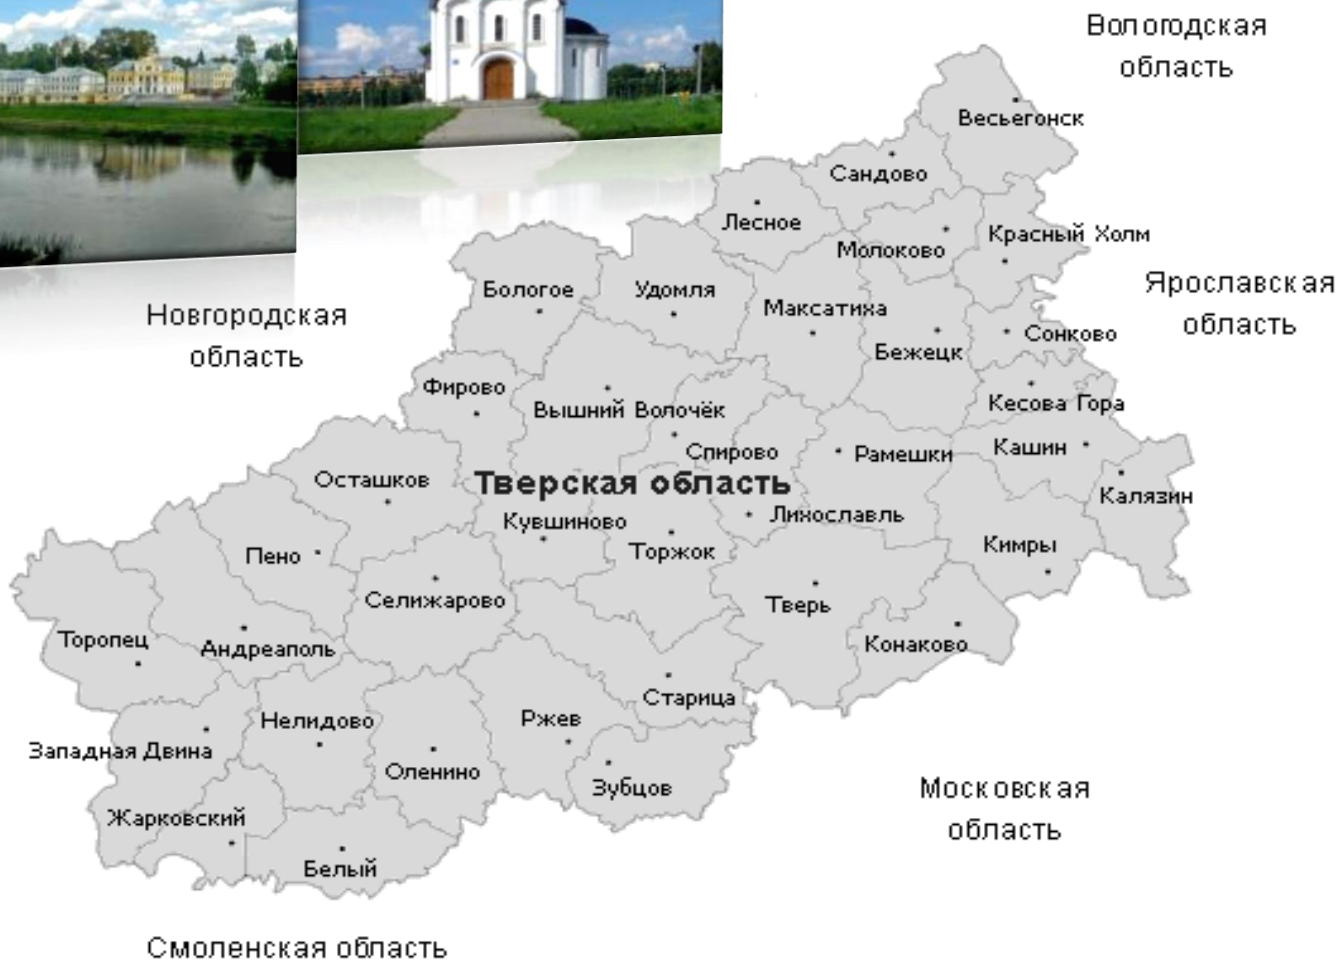 Вологодская
область
Весьегонск
Сандово
Лесное
Красный Холм
Молоково
Ярославская
область
Бологое
Удомля
Максатиха
Новгородская
область
Сонково
Бежецк
Фирово
Вышний Волочёк
Кесова Гора
Спирово
Рамешки
Кашин
Осташков
Тверская область
Калязин
Кувшиново
Лихославль
Торжок
Кимры
Пено
Селижарово
Тверь
Торопец
Андреаполь
Конаково
Старица
Нелидово
Ржев
Западная Двина
Оленино
Зубцов
Московская
область
Жарковский
Белый
Смоленская область